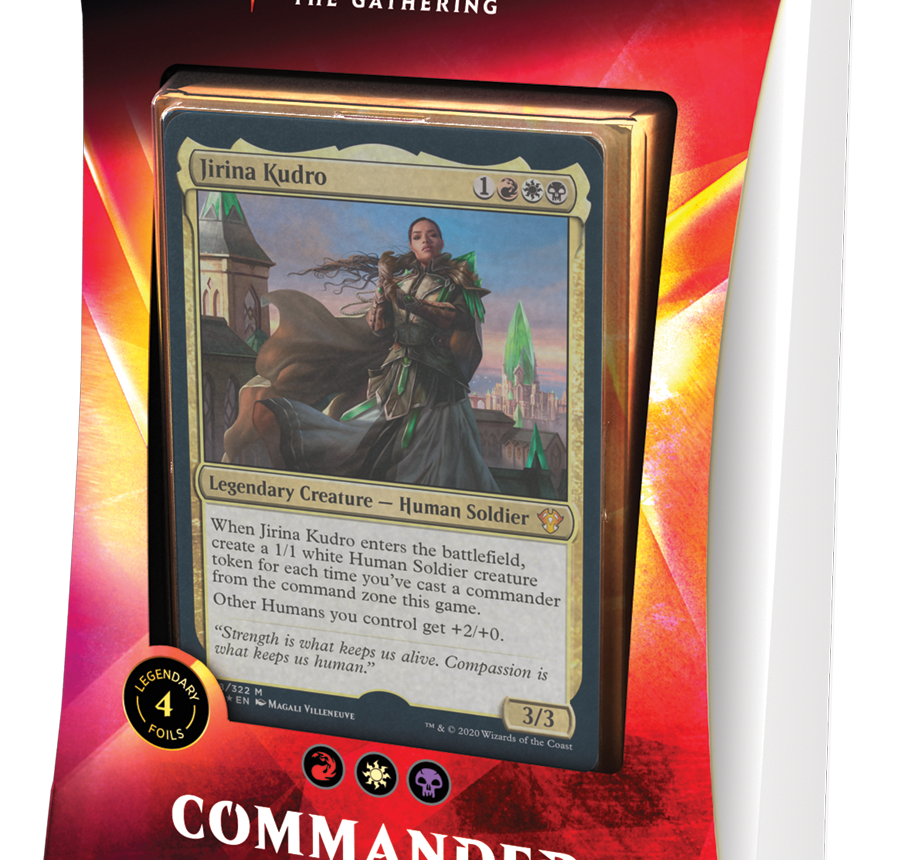 THE GATHERING
Jirina Kudro
1
Legendary Creature — Human Soldier
When Jirina Kudro enters the battlefield,
create a 1/1 white Human Soldier creature
token for each time you've cast a commander
from the command zone this game.
Other Humans you control get +2/+0.
"Strength is what keeps us alive. Compassion is
what keeps us human."
/322 M
EN MAGALI VILLENEUVE
3/3
™ & © 2020 Wizards of the Coast
LEGENDARY
4
FOILS
COMMANDER